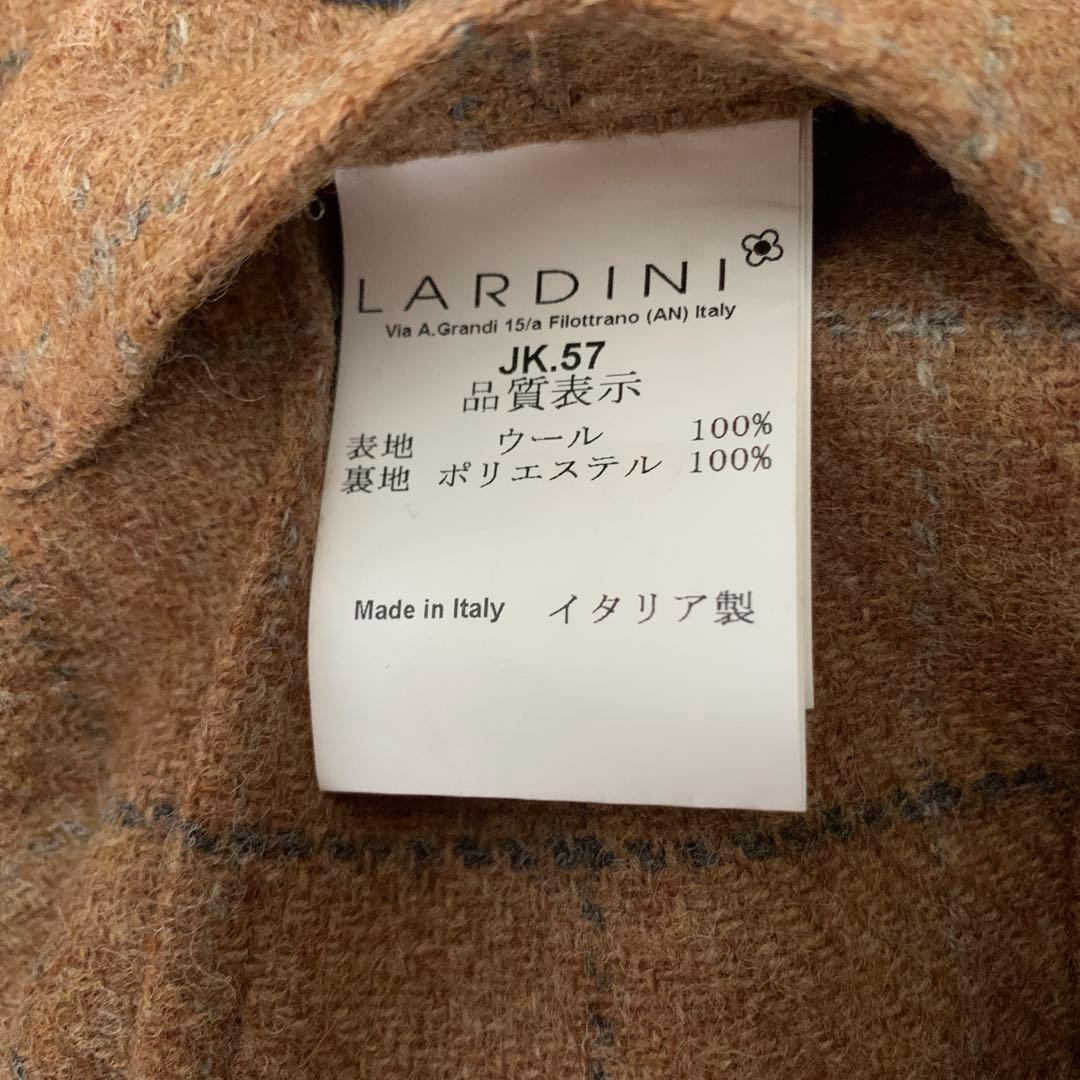 LARDINI
Via A.Grandi 15/a Filottrano (AN) Italy
JK.57
品質表示
表地 ウール 100%
裏地 ポリエステル 100%
Made in Italy イタリア製